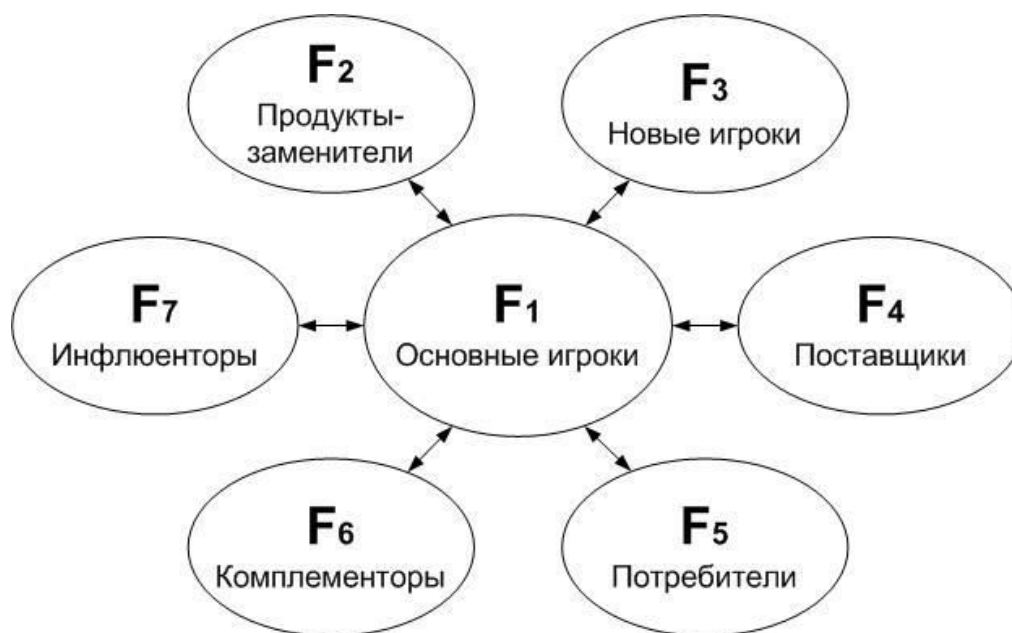 F2
Продукты-
заменители
F3
Новые игроки
F7
Инфлюенторы
F1
Основные игроки
F4
Поставщики
F6
Комплементоры
F5
Потребители